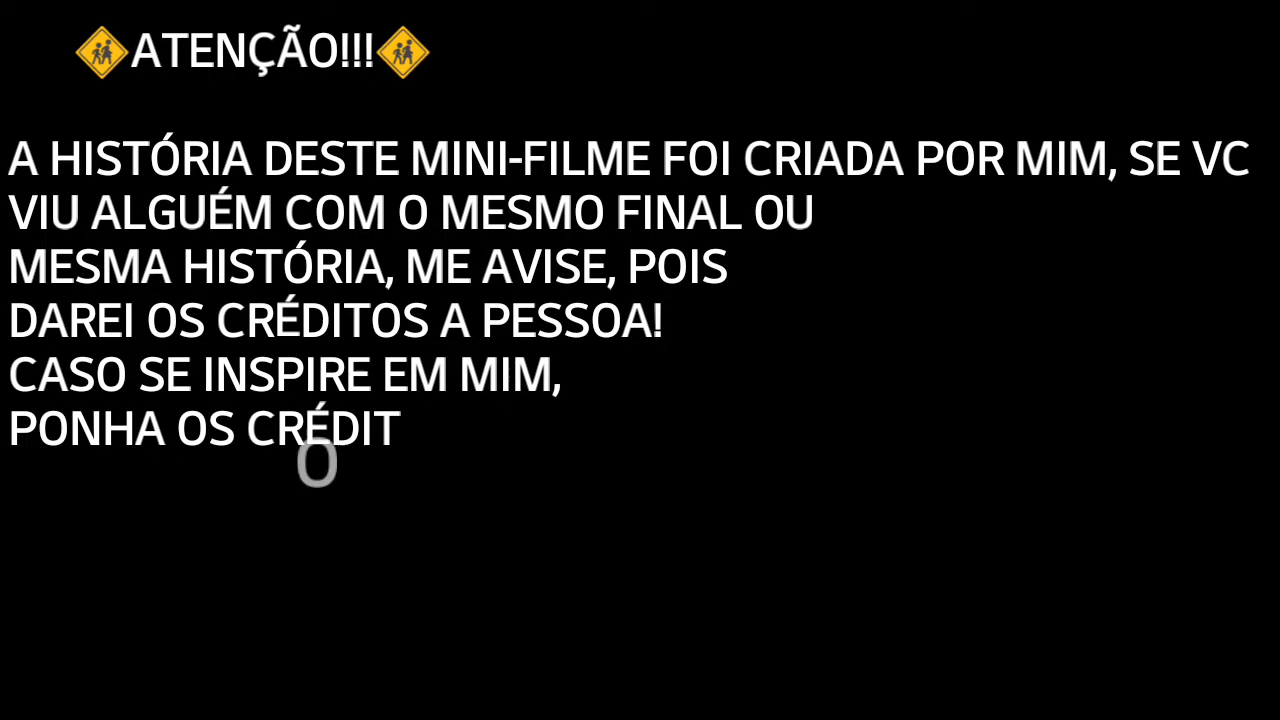 🚸ATENÇÃO!!!🚸
A HISTÓRIA DESTE MINI-FILME FOI CRIADA POR MIM, SE VC
VIU ALGUÉM COM O MESMO FINAL OU
MESMA HISTÓRIA, ME AVISE, POIS
DAREI OS CRÉDITOS A PESSOA!
CASO SE INSPIRE EM MIM,
PONHA OS CRÉDIT
O